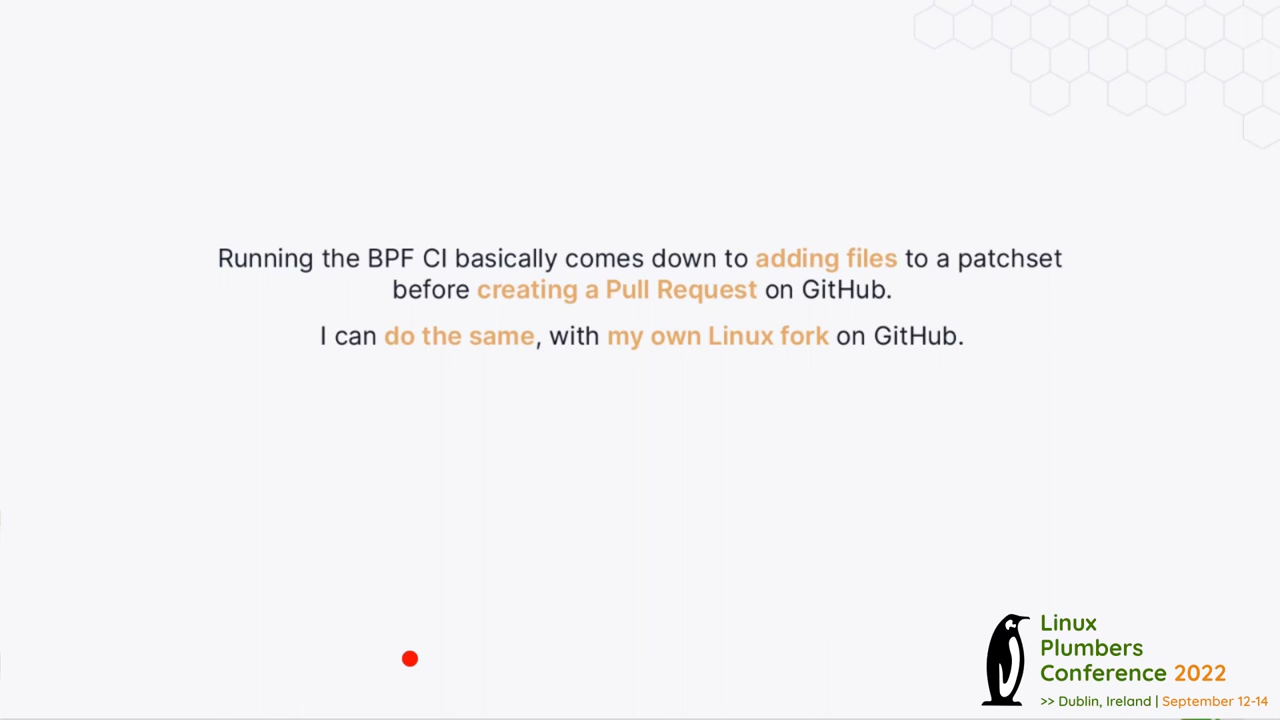 Running the BPF CI basically comes down to adding files to a patchset
before creating a Pull Request on GitHub.
I can do the same, with my own Linux fork on GitHub.
Linux
Plumbers
Conference 2022
>> Dublin, Ireland | September 12-14